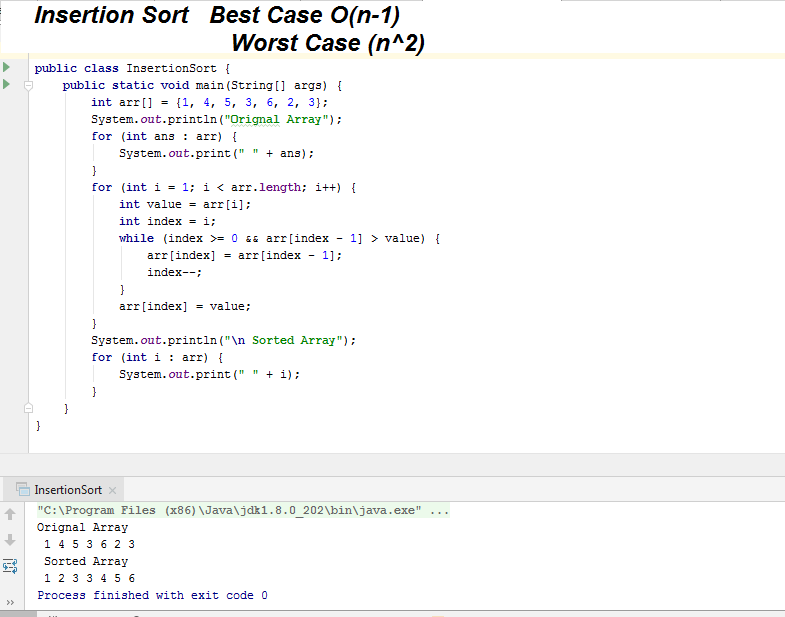 Insertion Sort Best Case O(n-1)
Worst Case (n^2)
public class InsertionSort {
public static void main(String[] args) {
int arr[] = {1, 4, 5, 3, 6, 2, 3};
System.out.println("Orignal Array");
for (int ans : arr) {
System.out.print(" " + ans);
}
for (int i = 1; i < arr.length; i++) {
int value = arr[i];
int index = i;
while (index >= 0 && arr[index - 1] > value) {
arr[index] = arr[index - 1];
index--;
}
arr[index] = value;
}
System.out.println("\n Sorted Array");
for (int i : arr) {
System.out.print(" " + i);
}
}
}
InsertionSort
"C:\Program Files (x86)\Java\jdk1.8.0_202\bin\java.exe" ...
Orignal Array
1 4 5 3 6 2 3
Sorted Array
1 2 3 3 4 5 6
Process finished with exit code 0